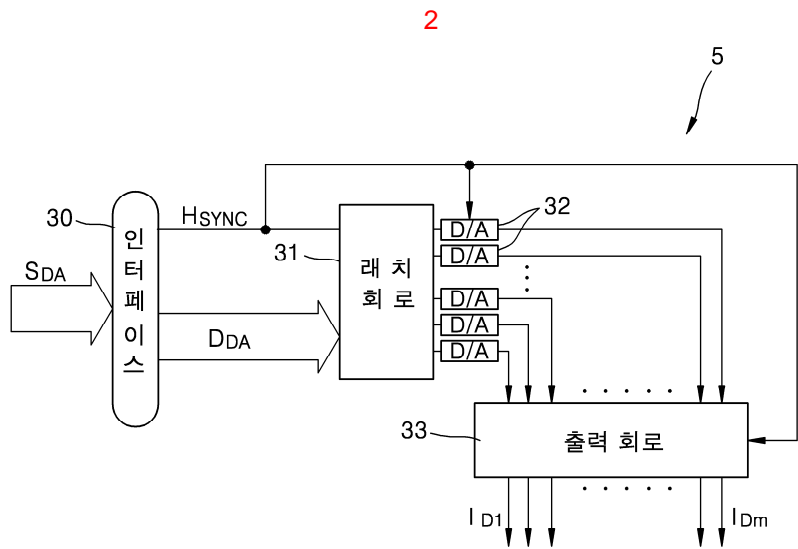 2
5
30
HSYNC
인터페이스
SDA
DDA
31
래치
회로
32
D/A
D/A
D/A
D/A
D/A
33
출력 회로
ID1
IDm